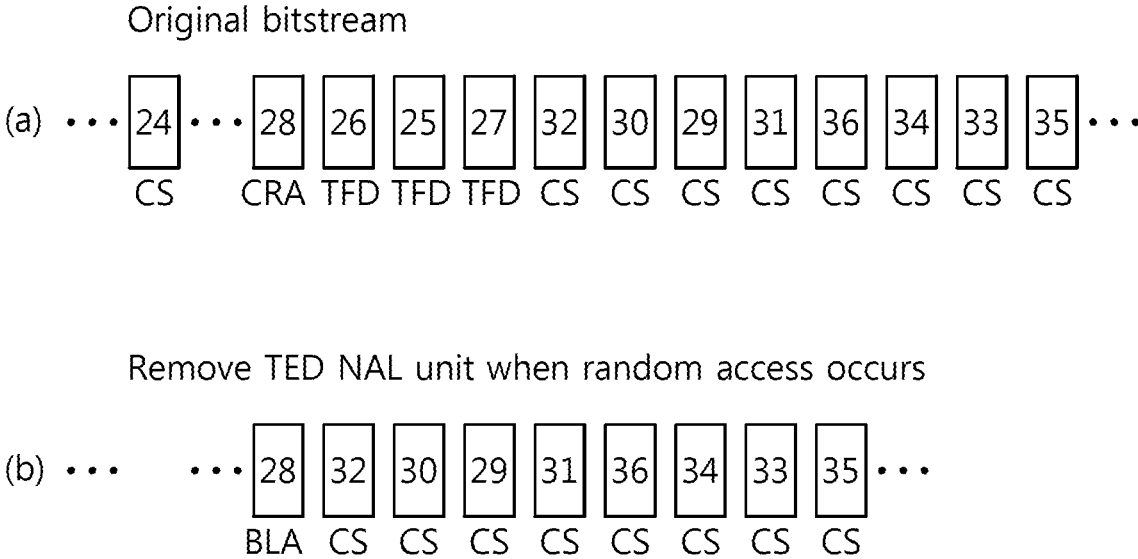 Original bitstream
(a) ••• 24 ••• 28 26 25 27 32 30 29 31 36 34 33 35 •••
CS CRA TFD TFD TFD CS CS CS CS CS CS CS CS
Remove TED NAL unit when random access occurs
(b) ••• ••• 28 32 30 29 31 36 34 33 35 •••
BLA CS CS CS CS CS CS CS CS